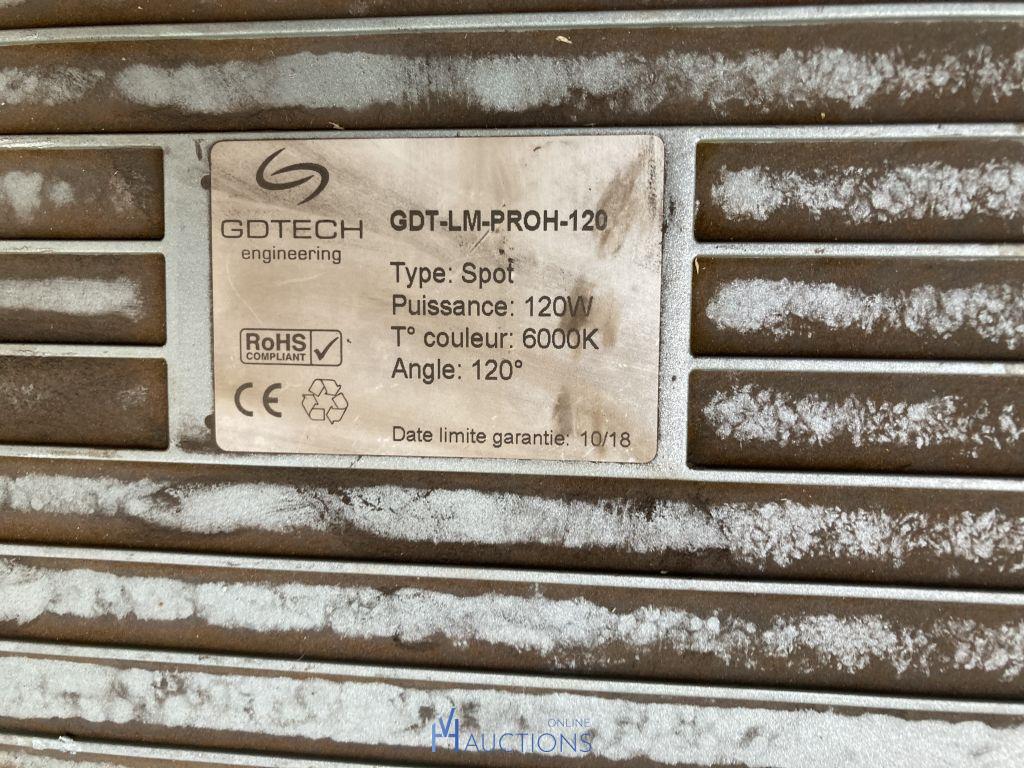 GDTECH
engineering
GDT-LM-PROH-120
Type: Spot
Puissance: 120W
T° couleur: 6000K
Angle: 120°
RoHS
COMPLIANT
CE
Date limite garantie: 10/18
ONLINE
AUCTIONS